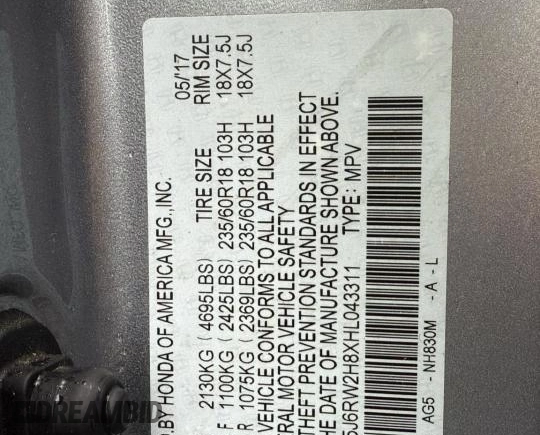 .BY HONDA OF AMERICA MFG., INC. 05/'17
2130KG ( 4695LBS) TIRE SIZE RIM SIZE
F 1100KG ( 2425LBS) 235/60R18 103H 18X7.5J
R 1075KG ( 2369LBS) 235/60R18 103H 18X7.5J
VEHICLE CONFORMS TO ALL APPLICABLE
MOTOR VEHICLE SAFETY
THEFT PREVENTION STANDARDS IN EFFECT
THE DATE OF MANUFACTURE SHOWN ABOVE.
5J6RW2H8XHL043311 TYPE: MPV
AG5 - NH830M - A - L